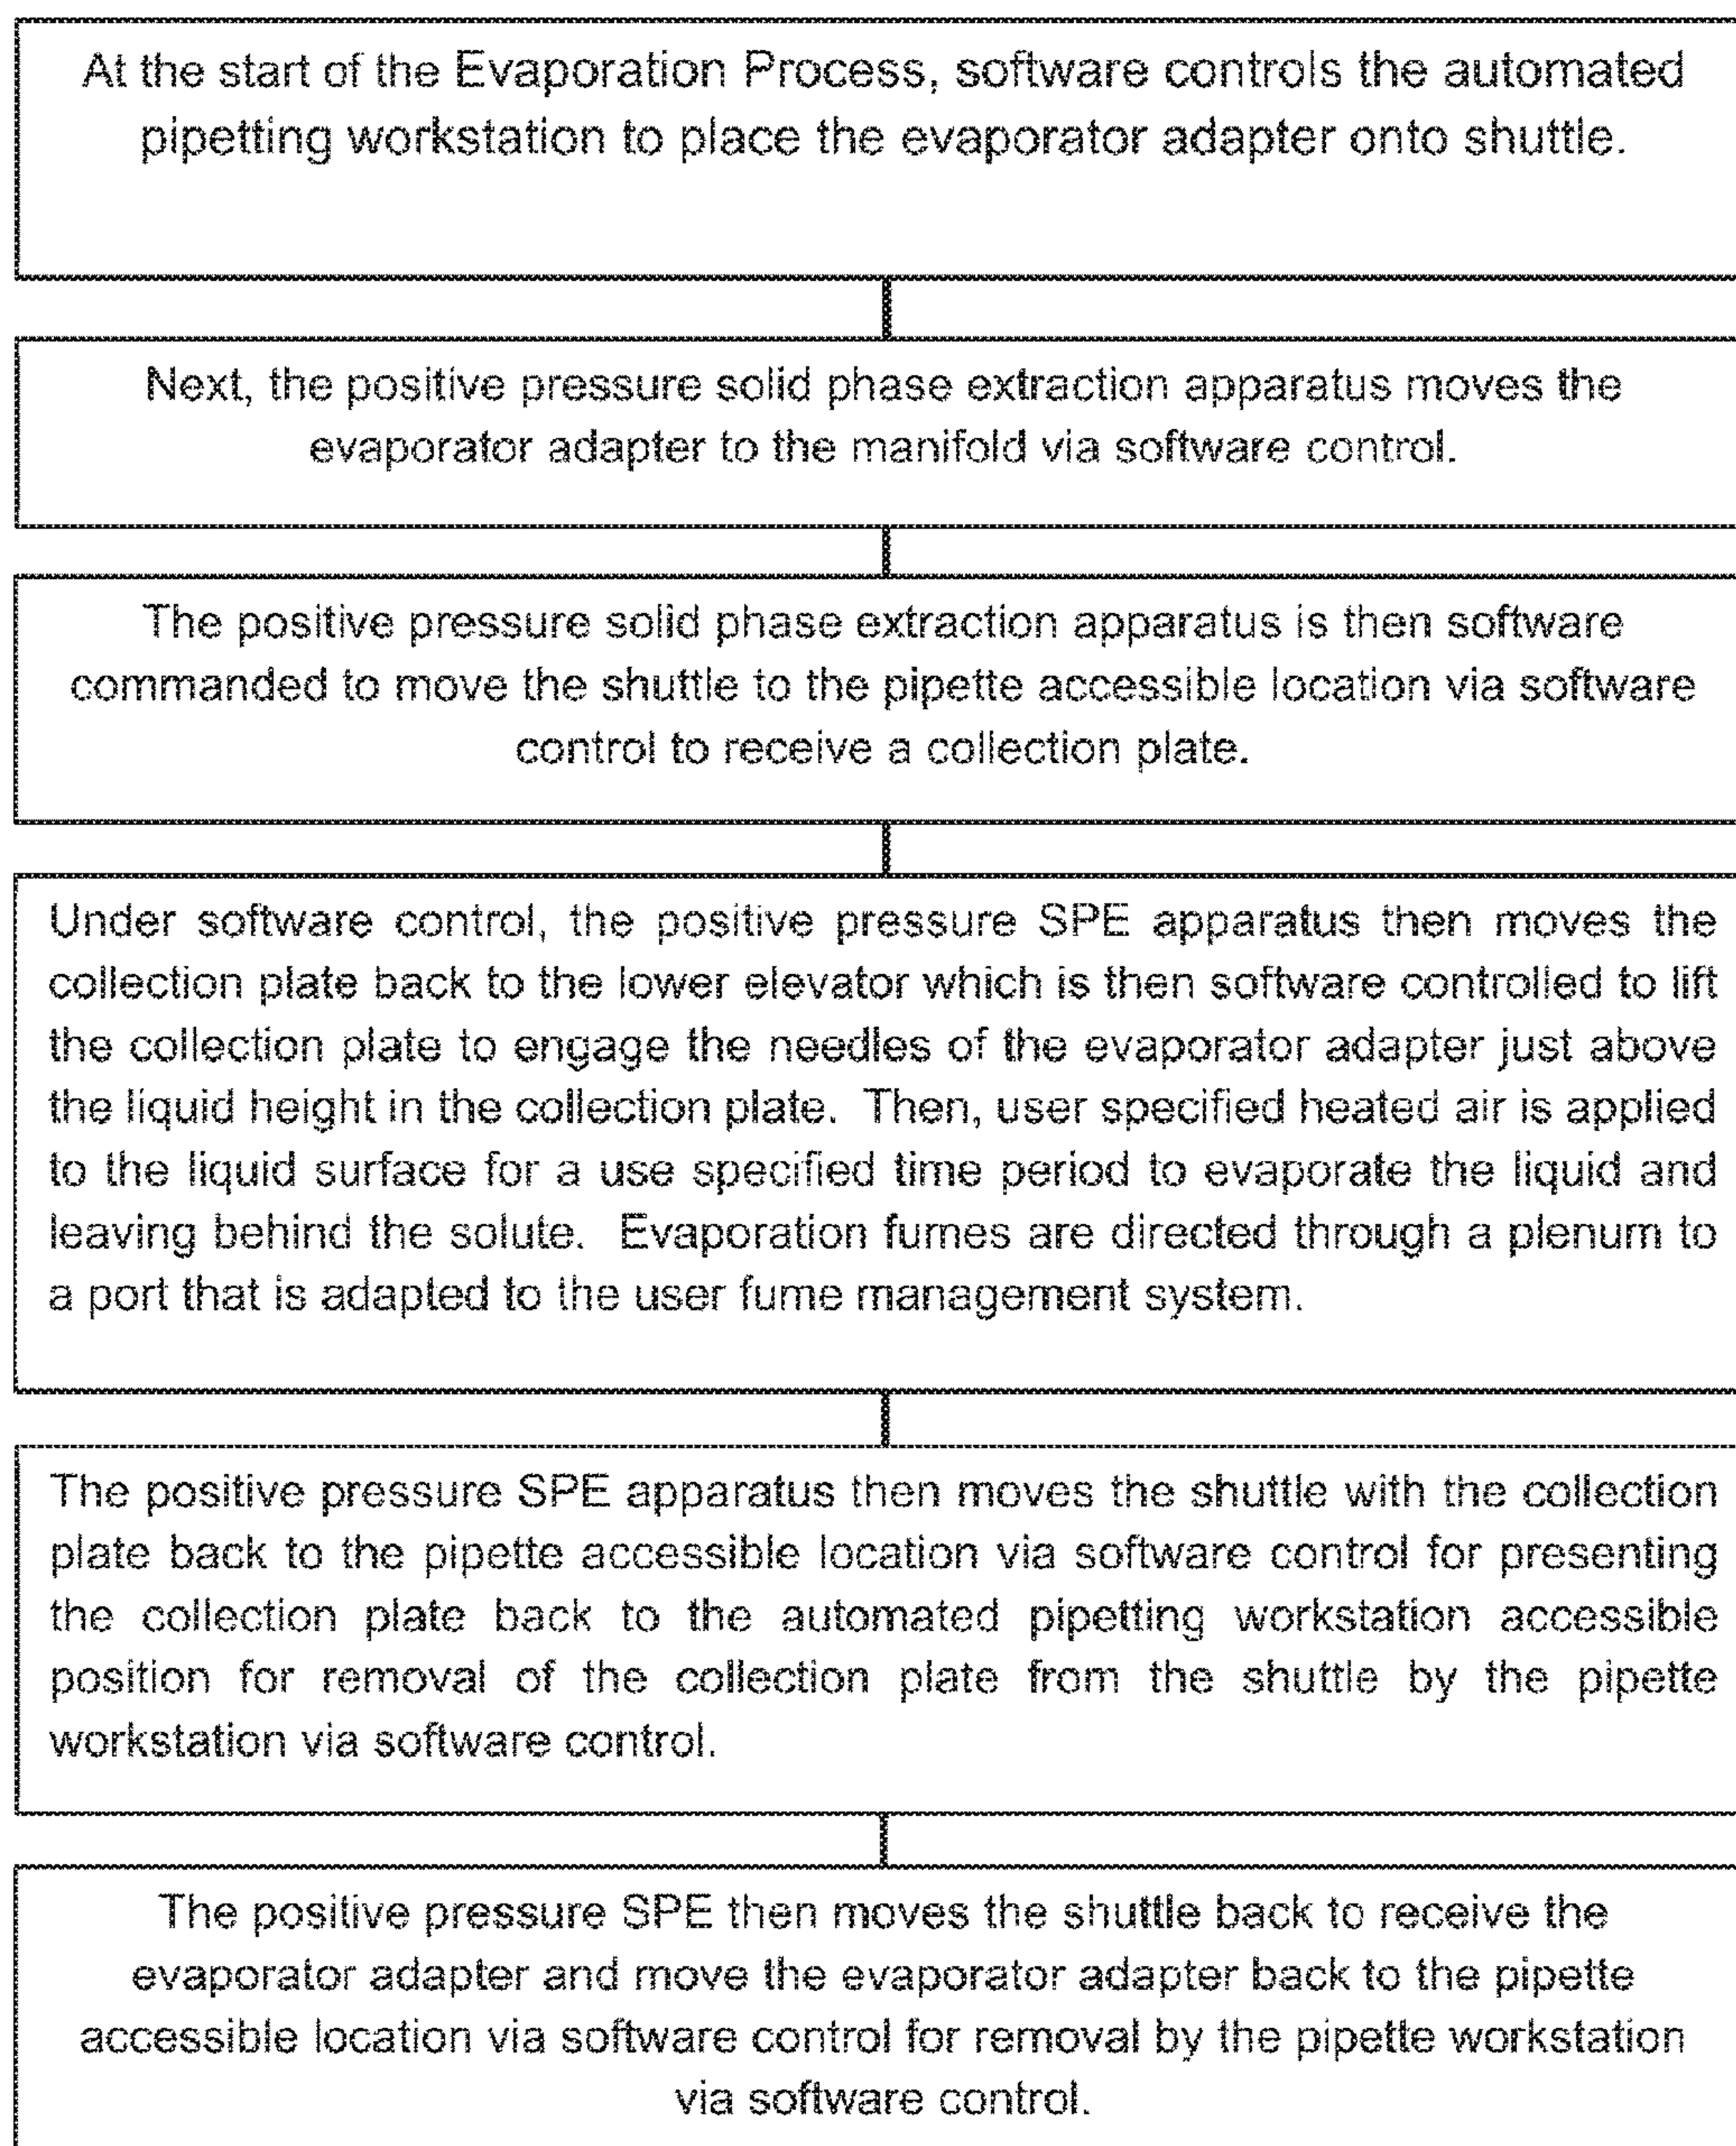 At the start of the Evaporation Process, software controls the automated
pipetting workstation to place the evaporator adapter onto shuttle.
Next, the positive pressure solid phase extraction apparatus moves the
evaporator adapter to the manifold via software control.
The positive pressure solid phase extraction apparatus is then software
commanded to move the shuttle to the pipette accessible location via software
control to receive a collection plate.
Under software control, the positive pressure SPE apparatus then moves the
collection plate back to the lower elevator which is then software controlled to lift
the collection plate to engage the needles of the evaporator adapter just above
the liquid height in the collection plate. Then, user specified heated air is applied
to the liquid surface for a use specified time period to evaporate the liquid and
leaving behind the solute. Evaporation fumes are directed through a plenum to
a port that is adapted to the user fume management system.
The positive pressure SPE apparatus then moves the shuttle with the collection
plate back to the pipette accessible location via software control for presenting
the collection plate back to the automated pipetting workstation accessible
position for removal of the collection plate from the shuttle by the pipette
workstation via software control.
The positive pressure SPE then moves the shuttle back to receive the
evaporator adapter and move the evaporator adapter back to the pipette
accessible location via software control for removal by the pipette workstation
via software control.